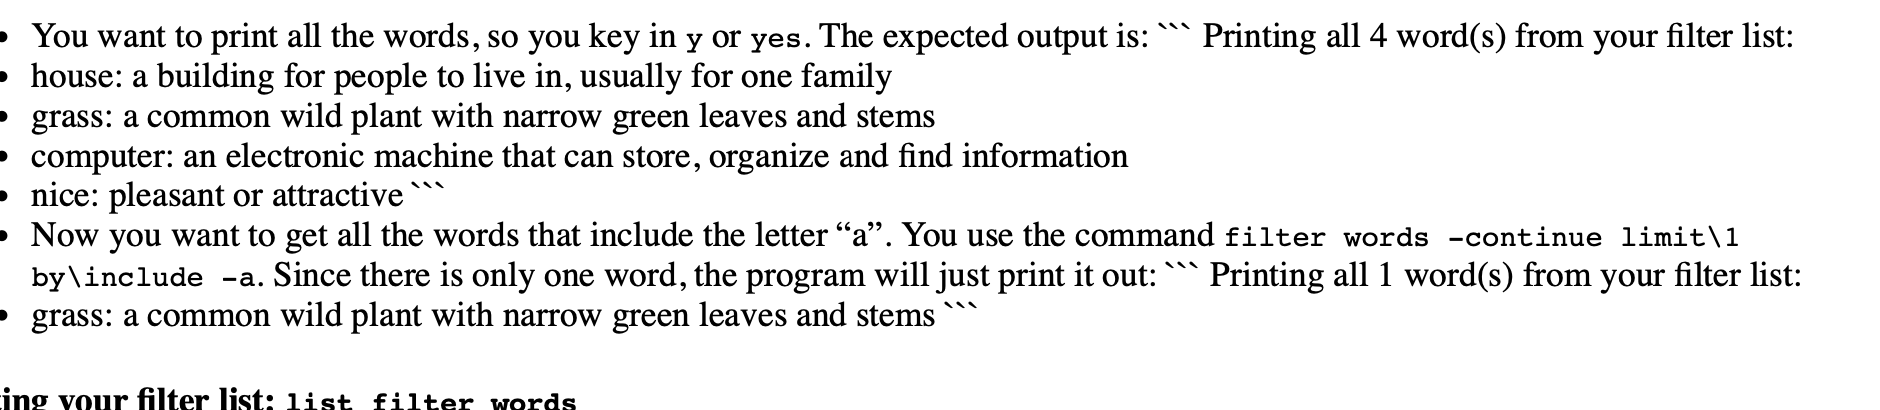 • You want to print all the words, so you key in y or yes. The expected output is: ``` Printing all 4 word(s) from your filter list:
• house: a building for people to live in, usually for one family
• grass: a common wild plant with narrow green leaves and stems
• computer: an electronic machine that can store, organize and find information
• nice: pleasant or attractive ```
• Now you want to get all the words that include the letter “a”. You use the command filter words -continue limit\1
by\include -a. Since there is only one word, the program will just print it out: ``` Printing all 1 word(s) from your filter list:
• grass: a common wild plant with narrow green leaves and stems ```
ing your filter list: list filter words